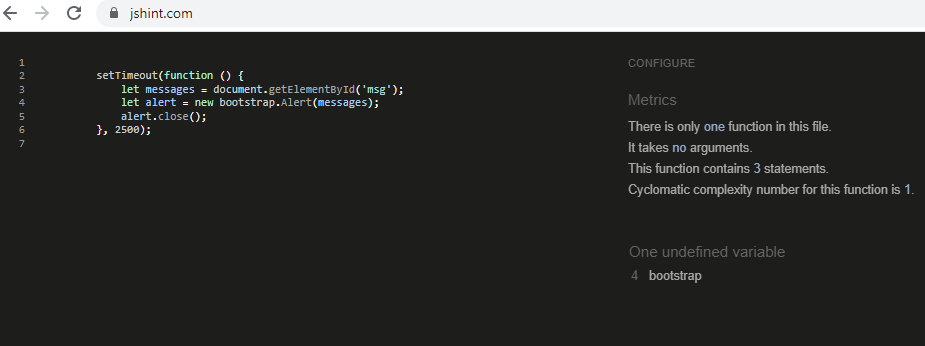 jshint.com
1
2 setTimeout(function () {
3 let messages = document.getElementById('msg');
4 let alert = new bootstrap.Alert(messages);
5 alert.close();
6 }, 2500);
7
CONFIGURE
Metrics
There is only one function in this file.
It takes no arguments.
This function contains 3 statements.
Cyclomatic complexity number for this function is 1.
One undefined variable
4 bootstrap